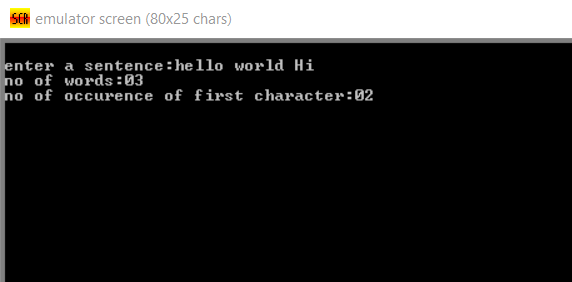 SCR emulator screen (80x25 chars)
enter a sentence:hello world Hi
no of words:03
no of occurence of first character:02